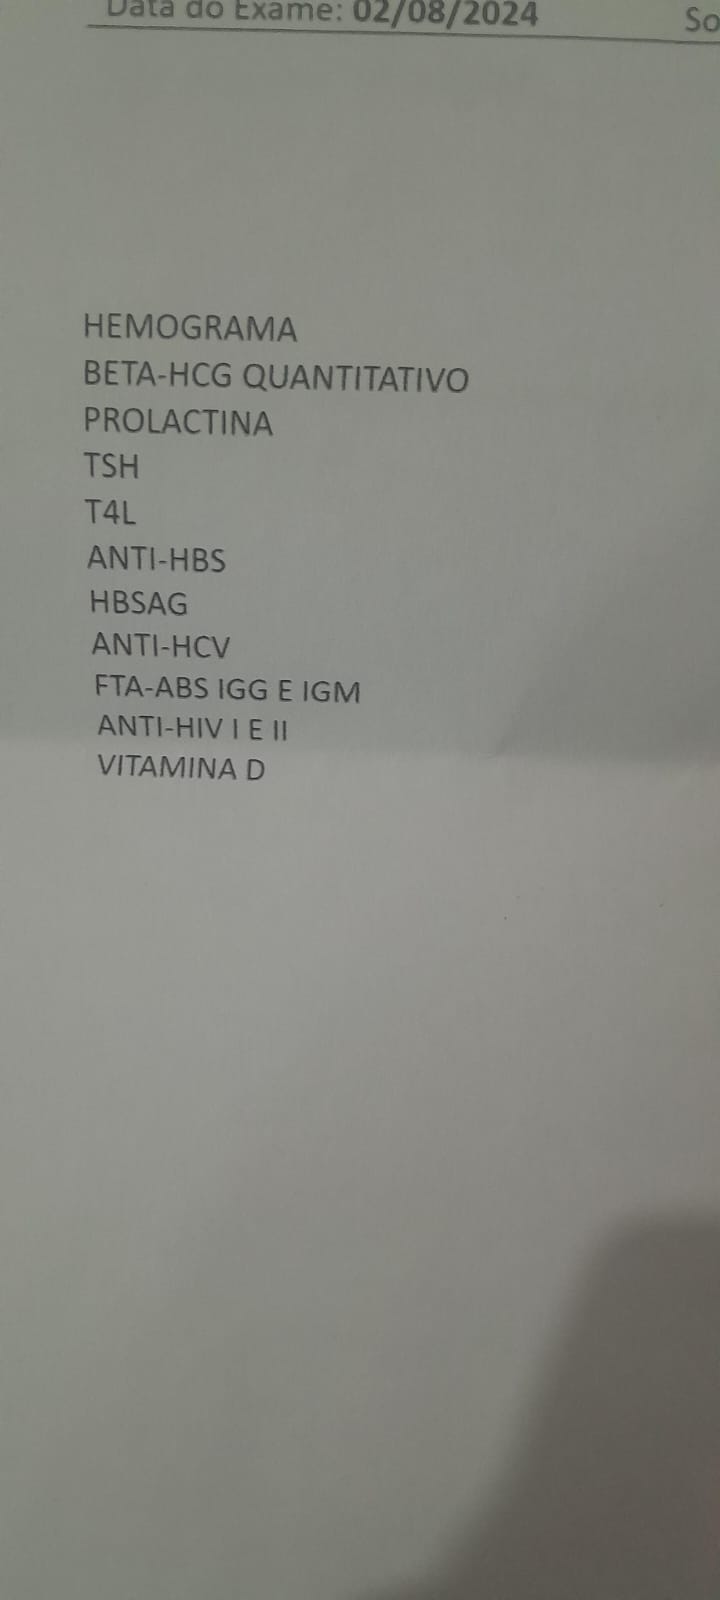 Data do Exame: 02/08/2024
HEMOGRAMA
BETA-HCG QUANTITATIVO
PROLACTINA
TSH
T4L
ANTI-HBS
HBSAG
ANTI-HCV
FTA-ABS IGG E IGM
ANTI-HIV I E II
VITAMINA D